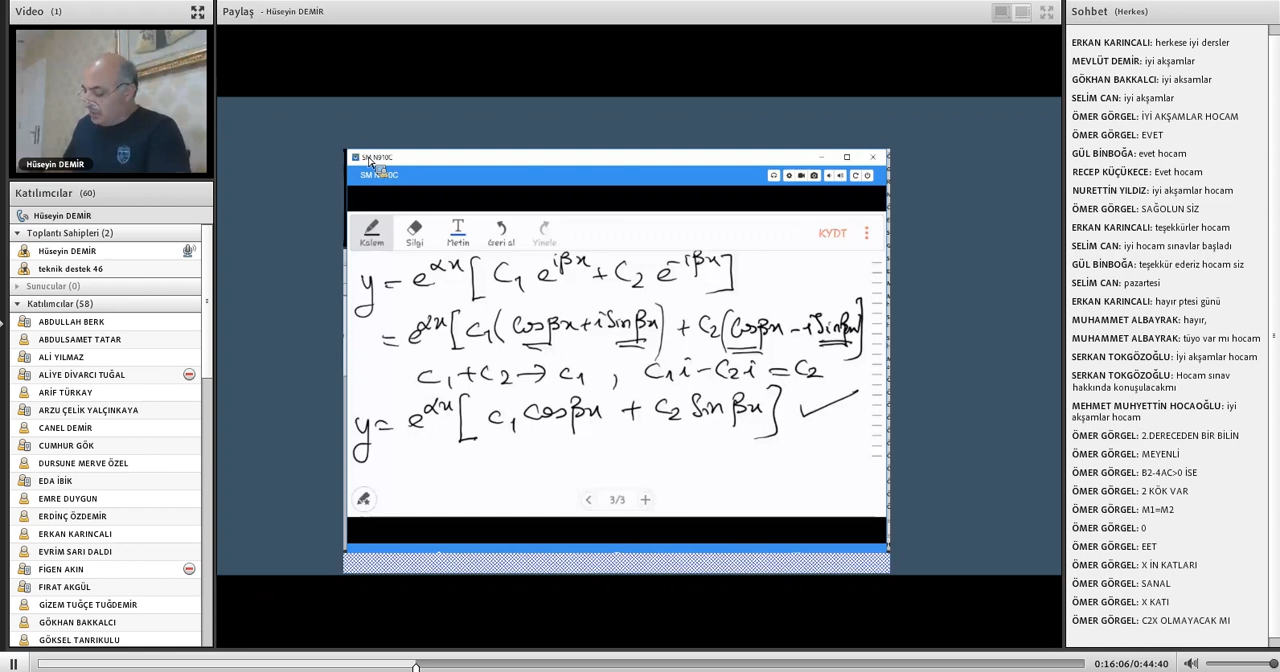 Video (1)
Hüseyin DEMİR
Katılımcılar (60)
Hüseyin DEMİR
Toplantı Sahipleri (2)
Hüseyin DEMİR
teknik destek 46
Sunucular (0)
Katılımcılar (58)
ABDULLAH BERK
ABDULSAMET TATAR
ALİ YILMAZ
ALİYE DİVARCI TUĞAL
ARİF TÜRKAY
ARZU ÇELİK YALÇINKAYA
CANEL DEMİR
CUMHUR GÖK
DURSUNE MERVE ÖZEL
EDA İBİK
EMRE DUYGUN
ERDİNÇ ÖZDEMİR
ERKAN KARINCALI
EVRİM SARI DALDI
FİGEN AKIN
FIRAT AKGÜL
GİZEM TUĞÇE TUĞDEMİR
GÖKHAN BAKKALCI
GÖKSEL TANRIKULU
Paylaş - Hüseyin DEMİR
SM N910C
SM N910C
Kalem Silgi Metin Geri al Yinele KYDT
y = e^{αx} [ C₁ e^{iβx} + C₂ e^{-iβx} ]
= e^{αx} [ C₁ ( Cosβx + i Sinβx ) + C₂ ( Cosβx - i Sinβx ]
C₁ + C₂ → C₁ , C₁i - C₂i = C₂
y = e^{αx} [ C₁ Cosβx + C₂ Sinβx ] ✓
3/3
Sohbet (Herkes)
ERKAN KARINCALI: herkese iyi dersler
MEVLÜT DEMİR: iyi akşamlar
GÖKHAN BAKKALCI: iyi aksamlar
SELİM CAN: iyi akşamlar
ÖMER GÖRGEL: İYİ AKŞAMLAR HOCAM
ÖMER GÖRGEL: EVET
GÜL BİNBOĞA: evet hocam
RECEP KÜÇÜKECE: Evet hocam
NURETTİN YILDIZ: iyi akşamlar hocam
ÖMER GÖRGEL: SAĞOLUN SİZ
ERKAN KARINCALI: teşekkürler hocam
SELİM CAN: iyi hocam sınavlar başladı
GÜL BİNBOĞA: teşekkür ederiz hocam siz
SELİM CAN: pazartesi
ERKAN KARINCALI: hayır ptesi günü
MUHAMMET ALBAYRAK: hayır,
MUHAMMET ALBAYRAK: tüyo var mı hocam
SERKAN TOKGÖZOĞLU: İyi akşamlar hocam
SERKAN TOKGÖZOĞLU: Hocam sınav
hakkında konuşulacakmı
MEHMET MUHYETTİN HOCAOĞLU: iyi
akşamlar hocam
ÖMER GÖRGEL: 2.DERECEDEN BİR BİLİN
ÖMER GÖRGEL: MEYENLİ
ÖMER GÖRGEL: B2-4AC>0 İSE
ÖMER GÖRGEL: 2 KÖK VAR
ÖMER GÖRGEL: M1=M2
ÖMER GÖRGEL: 0
ÖMER GÖRGEL: EET
ÖMER GÖRGEL: X İN KATLARI
ÖMER GÖRGEL: SANAL
ÖMER GÖRGEL: X KATI
ÖMER GÖRGEL: C2X OLMAYACAK MI
0:16:06/0:44:40